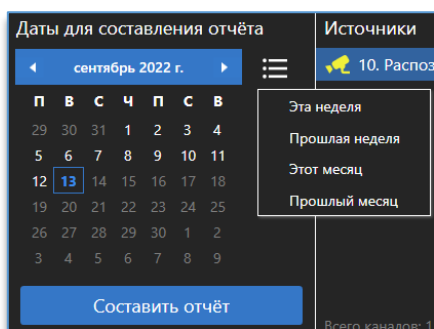 Даты для составления отчёта
сентябрь 2022 г.
П В С Ч П С В
29 30 31 1 2 3 4
5 6 7 8 9 10 11
12 13 14 15 16 17 18
19 20 21 22 23 24 25
26 27 28 29 30 1 2
3 4 5 6 7 8 9
Составить отчёт
Источники
10. Распоз
Эта неделя
Прошлая неделя
Этот месяц
Прошлый месяц
Всего каналов: 1